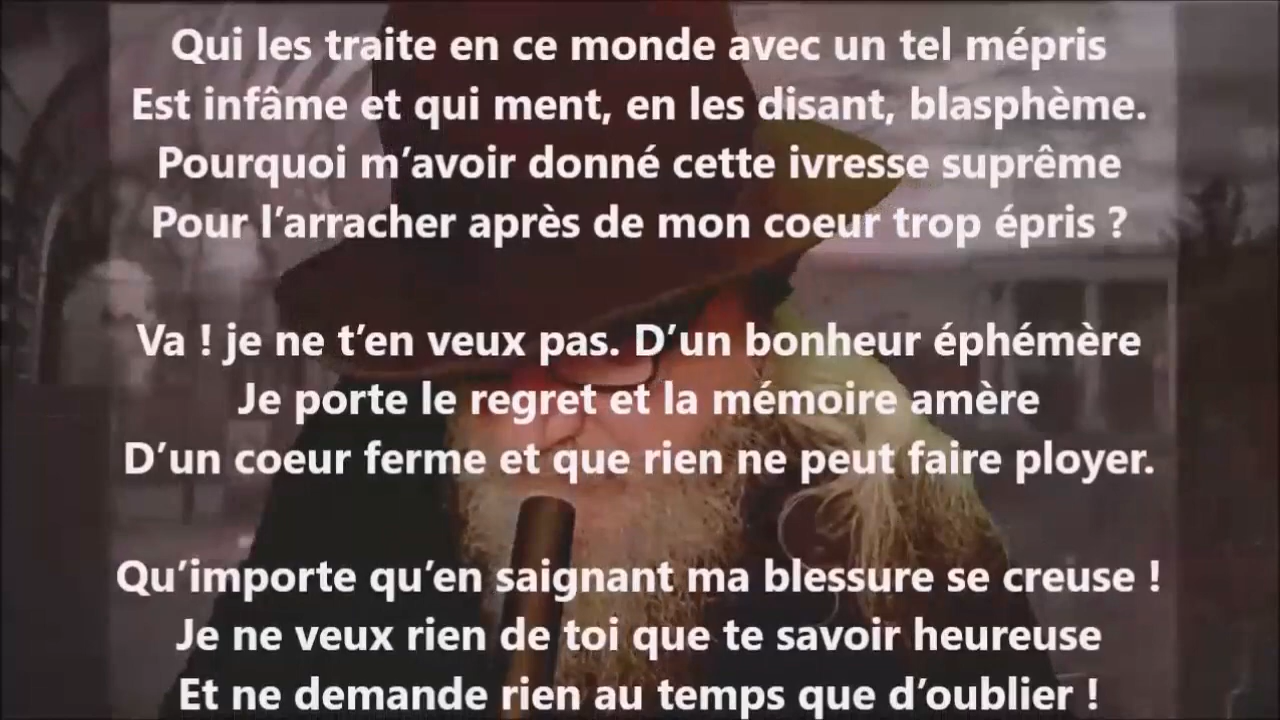 Qui les traite en ce monde avec un tel mépris
Est infâme et qui ment, en les disant, blasphème.
Pourquoi m’avoir donné cette ivresse suprême
Pour l’arracher après de mon coeur trop épris ?
Va ! je ne t’en veux pas. D’un bonheur éphémère
Je porte le regret et la mémoire amère
D’un coeur ferme et que rien ne peut faire ployer.
Qu’importe qu’en saignant ma blessure se creuse !
Je ne veux rien de toi que te savoir heureuse
Et ne demande rien au temps que d’oublier !